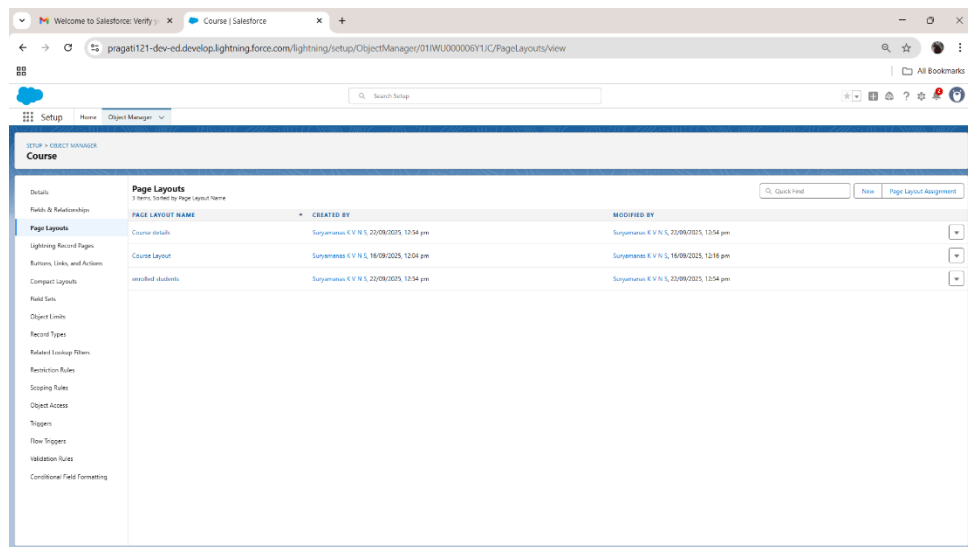 Welcome to Salesforce: Verify y
Course | Salesforce
pragati121-dev-ed.develop.lightning.force.com/lightning/setup/ObjectManager/01IWU000006Y1JC/PageLayouts/view
All Bookmarks
Search Setup
Setup
Home
Object Manager
SETUP > OBJECT MANAGER
Course
Details
Fields & Relationships
Page Layouts
Lightning Record Pages
Buttons, Links, and Actions
Compact Layouts
Field Sets
Object Limits
Record Types
Related Lookup Filters
Restriction Rules
Scoping Rules
Object Access
Triggers
Flow Triggers
Validation Rules
Conditional Field Formatting
Page Layouts
3 Items, Sorted by Page Layout Name
Quick Find
New
Page Layout Assignment
PAGE LAYOUT NAME CREATED BY MODIFIED BY
Course details Suryamanas K V N S, 22/09/2025, 12:54 pm Suryamanas K V N S, 22/09/2025, 12:54 pm
Course Layout Suryamanas K V N S, 16/09/2025, 12:04 pm Suryamanas K V N S, 16/09/2025, 12:16 pm
enrolled students Suryamanas K V N S, 22/09/2025, 12:54 pm Suryamanas K V N S, 22/09/2025, 12:54 pm